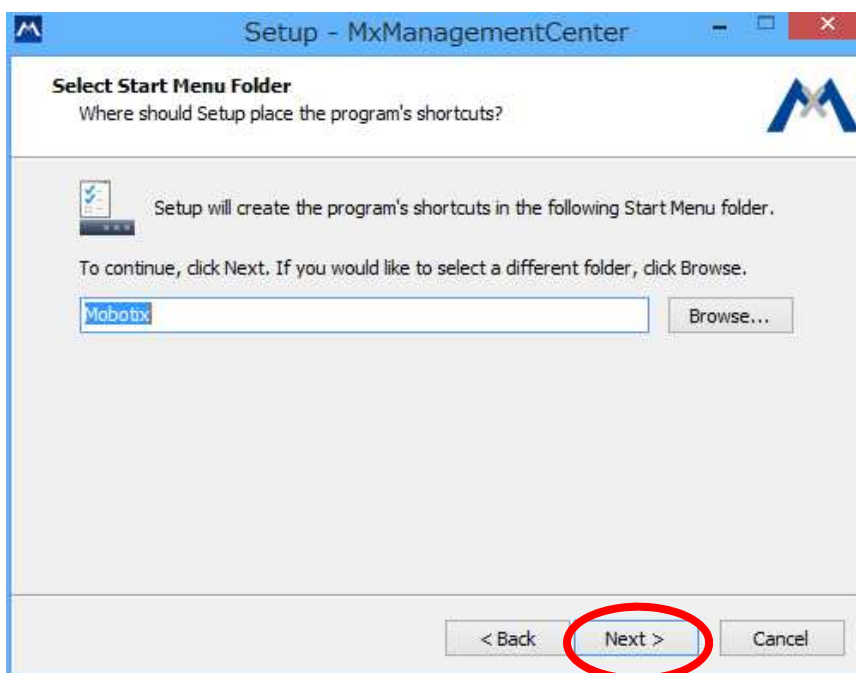 Setup - MxManagementCenter
Select Start Menu Folder
Where should Setup place the program's shortcuts?
Setup will create the program's shortcuts in the following Start Menu folder.
To continue, click Next. If you would like to select a different folder, click Browse.
Mobotix
Browse...
< Back
Next >
Cancel